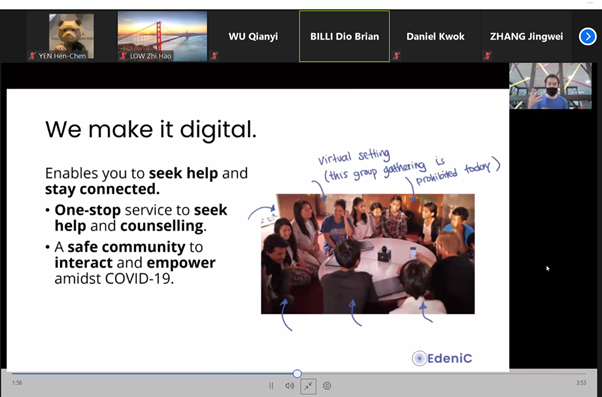 YEN Hen-Chen
LOW Zhi Hao
WU Qianyi
BILLI Dio Brian
Daniel Kwok
ZHANG Jingwei
We make it digital.
Enables you to seek help and
stay connected.
• One-stop service to seek
help and counselling.
• A safe community to
interact and empower
amidst COVID-19.
virtual setting
(this group gathering is
prohibited today)
EdeniC
1:56
3:53